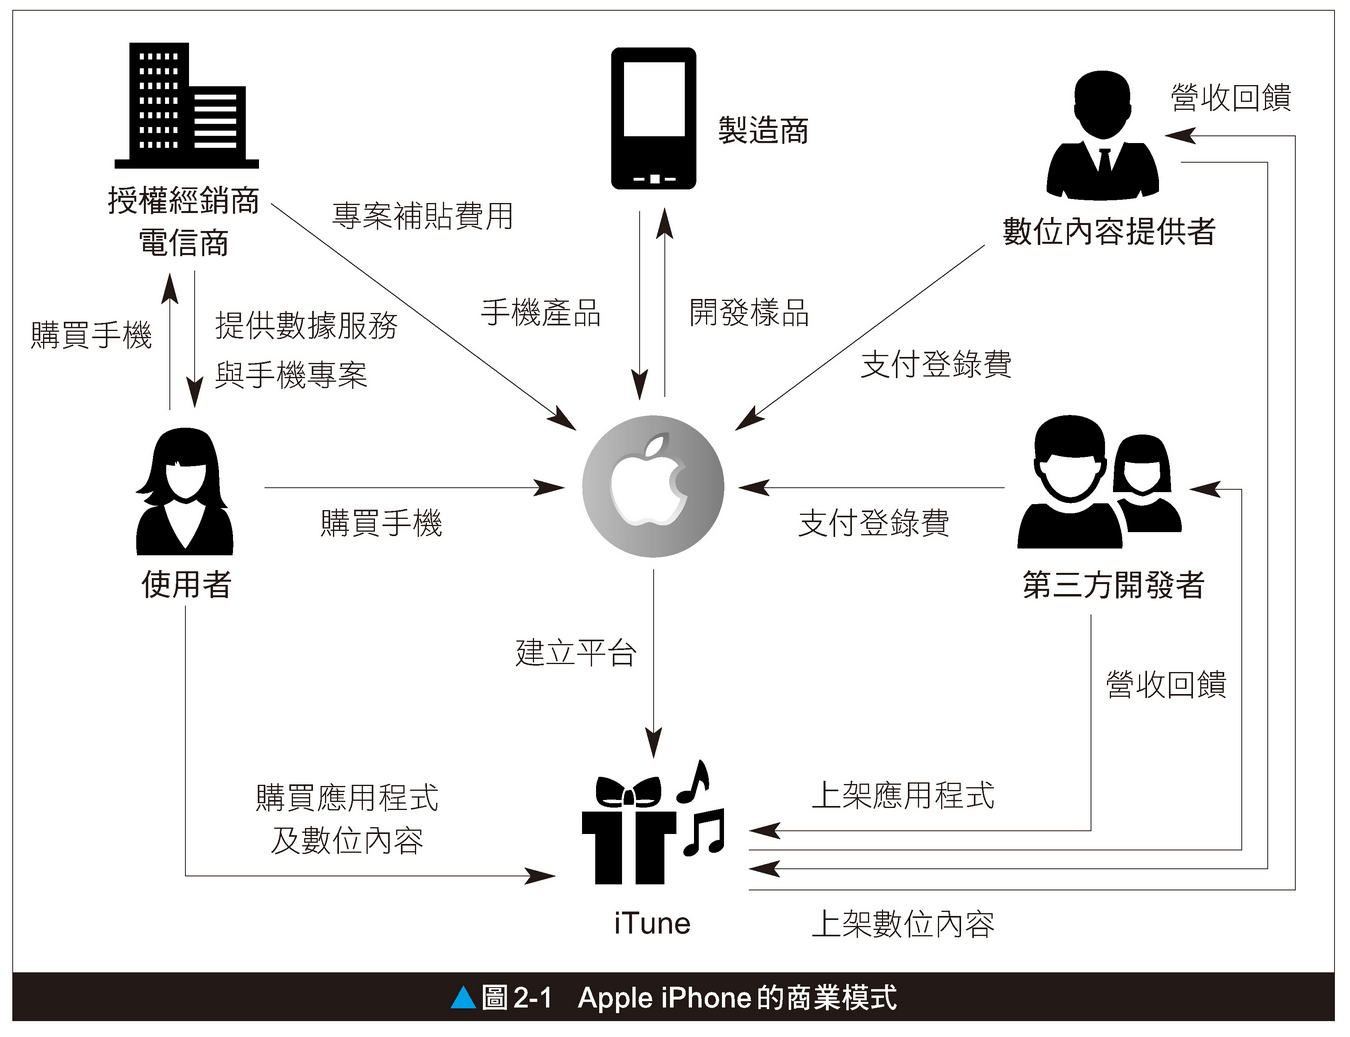 授權經銷商
電信商
專案補貼費用
製造商
營收回饋
數位內容提供者
購買手機
提供數據服務
與手機專案
手機產品
開發樣品
支付登錄費
使用者
購買手機
支付登錄費
第三方開發者
建立平台
營收回饋
購買應用程式
及數位內容
上架應用程式
iTune
上架數位內容
▲圖2-1 Apple iPhone的商業模式